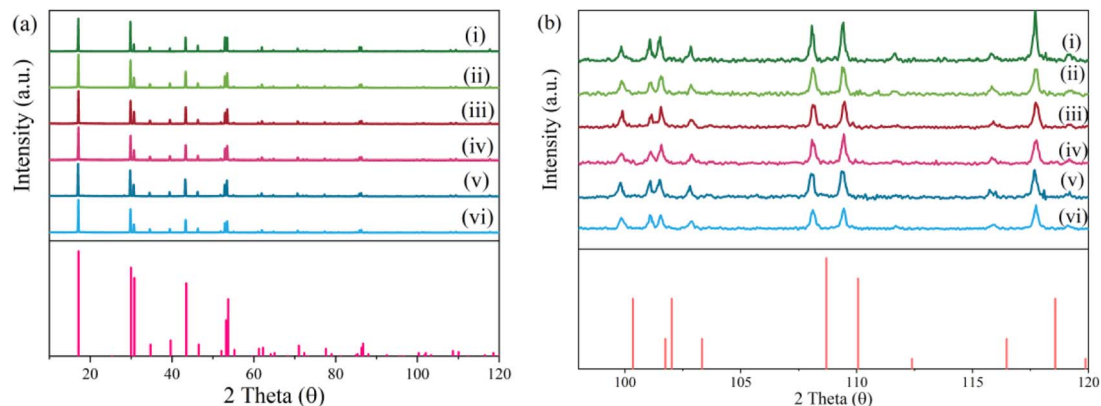 (a)
(i)
(ii)
(iii)
(iv)
(v)
(vi)
Intensity (a.u.)
20 40 60 80 100 120
2 Theta (θ)
(b)
(i)
(ii)
(iii)
(iv)
(v)
(vi)
Intensity (a.u.)
100 105 110 115 120
2 Theta (θ)